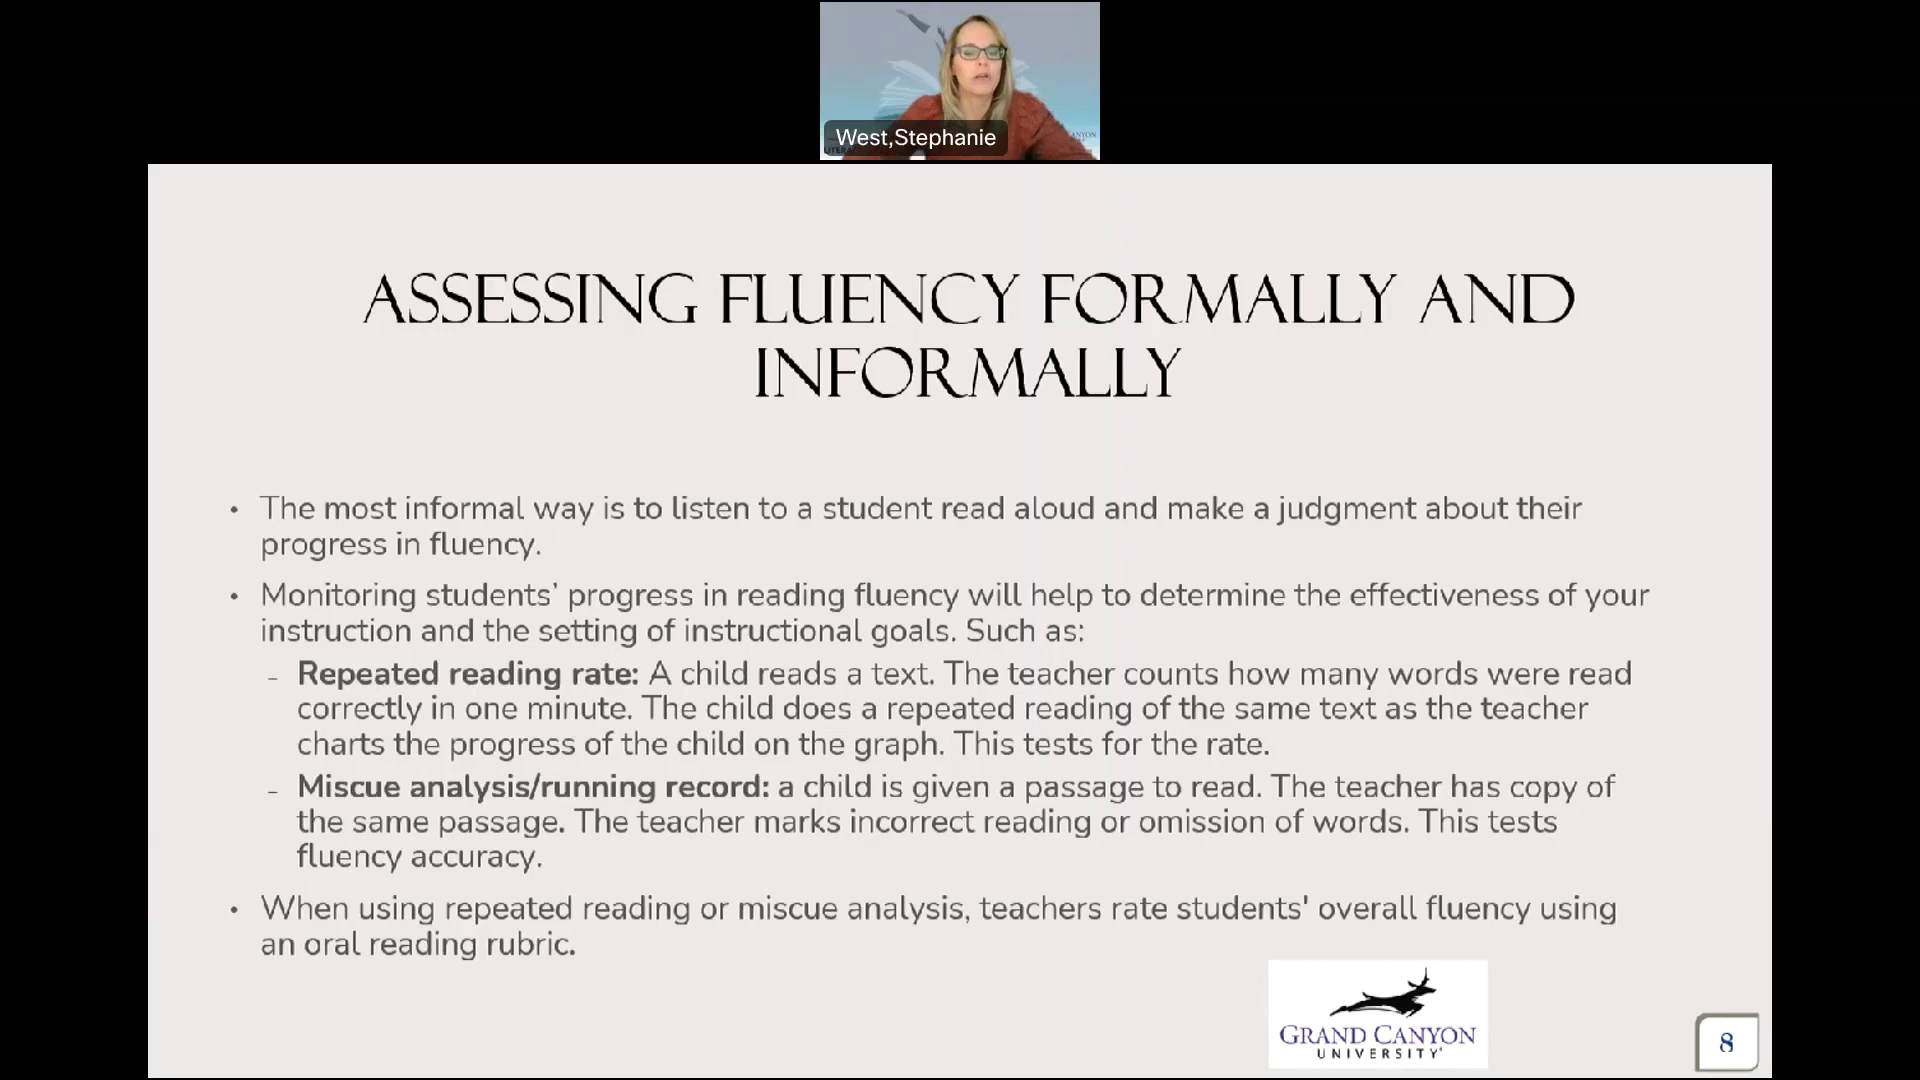 West,Stephanie
ASSESSING FLUENCY FORMALLY AND
INFORMALLY
• The most informal way is to listen to a student read aloud and make a judgment about their
progress in fluency.
• Monitoring students’ progress in reading fluency will help to determine the effectiveness of your
instruction and the setting of instructional goals. Such as:
– Repeated reading rate: A child reads a text. The teacher counts how many words were read
correctly in one minute. The child does a repeated reading of the same text as the teacher
charts the progress of the child on the graph. This tests for the rate.
– Miscue analysis/running record: a child is given a passage to read. The teacher has copy of
the same passage. The teacher marks incorrect reading or omission of words. This tests
fluency accuracy.
• When using repeated reading or miscue analysis, teachers rate students' overall fluency using
an oral reading rubric.
GRAND CANYON
UNIVERSITY
8